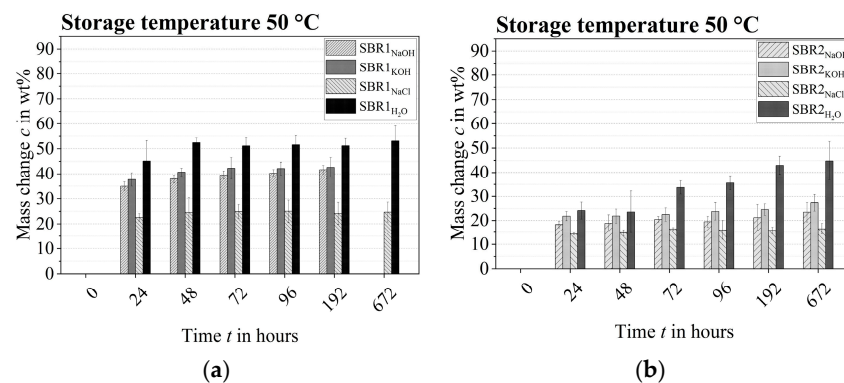 Storage temperature 50 °C
Mass change c in wt%
90
80
70
60
50
40
30
20
10
0
SBR1NaOH
SBR1KOH
SBR1NaCl
SBR1H2O
0 24 48 72 96 192 672
Time t in hours
(a)
Storage temperature 50 °C
Mass change c in wt%
90
80
70
60
50
40
30
20
10
0
SBR2NaOH
SBR2KOH
SBR2NaCl
SBR2H2O
0 24 48 72 96 192 672
Time t in hours
(b)